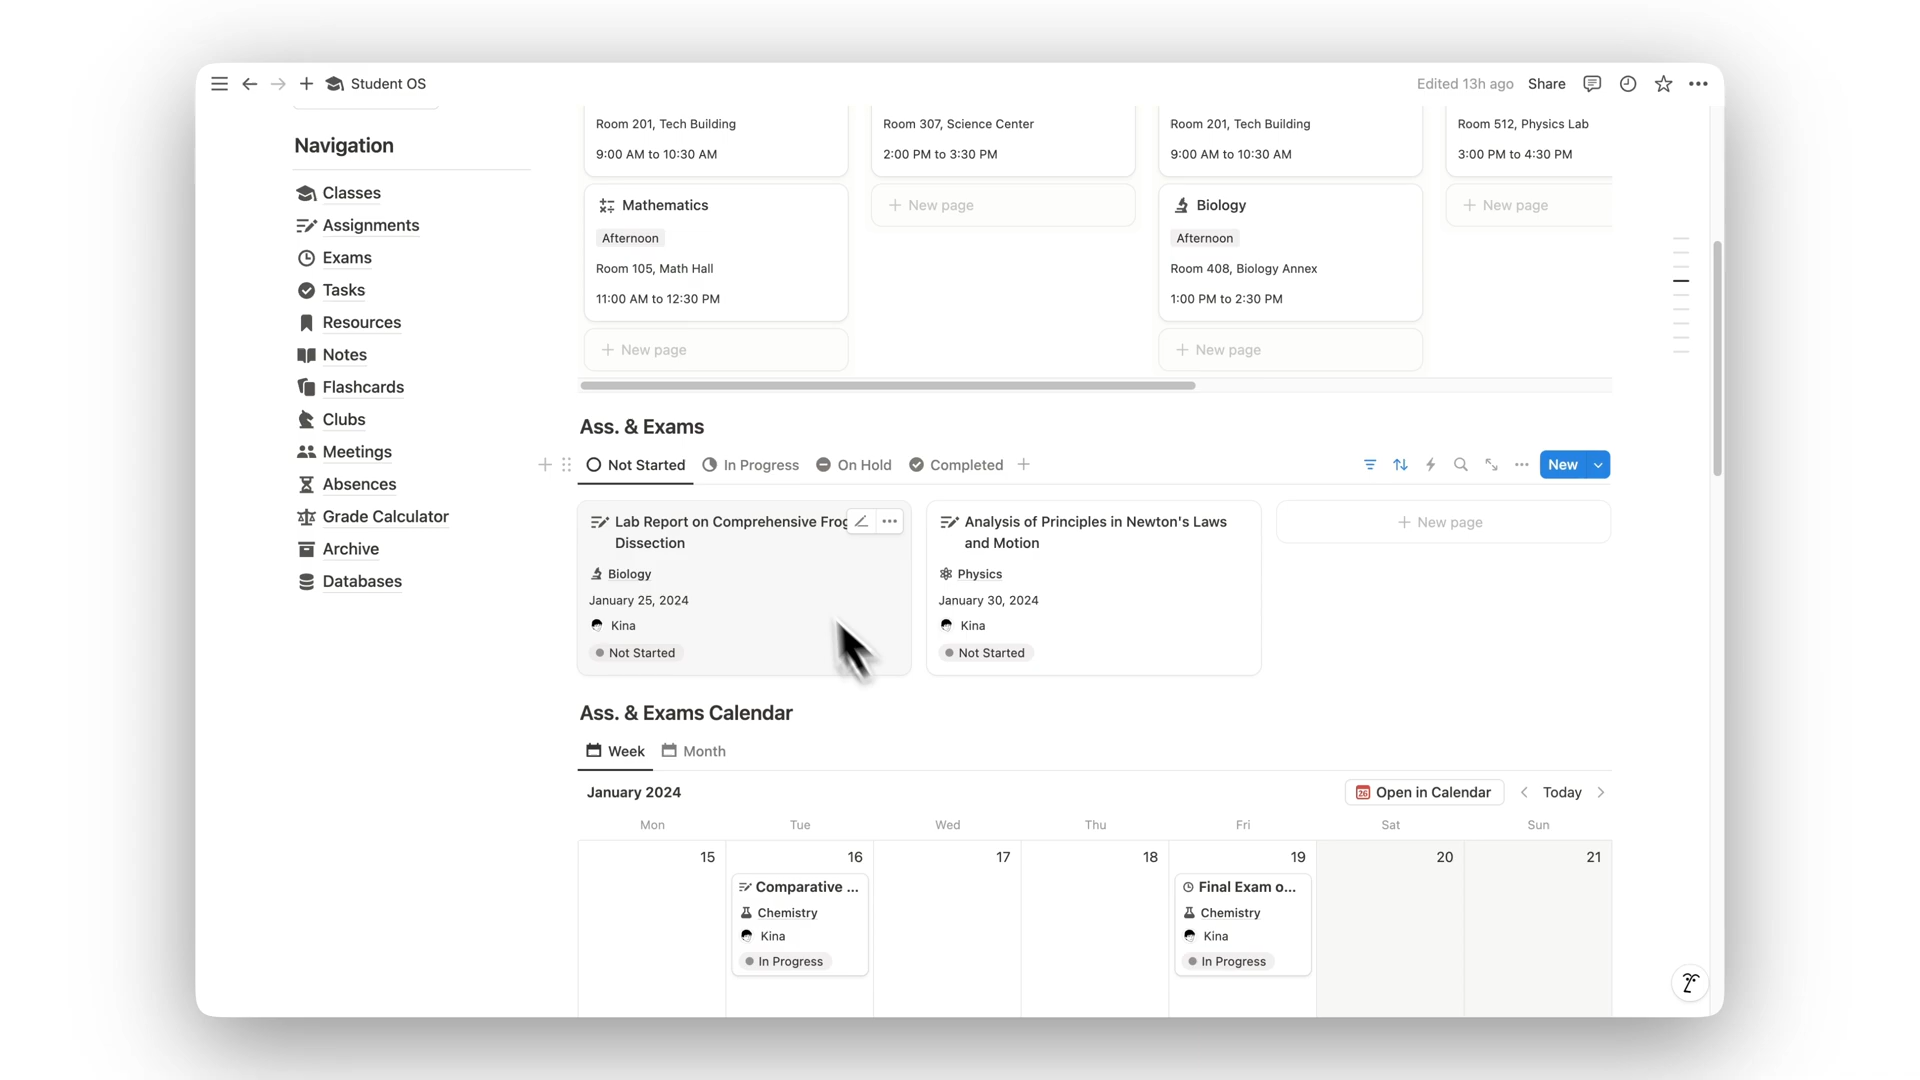 Student OS
Edited 13h ago Share
Navigation
Classes
Assignments
Exams
Tasks
Resources
Notes
Flashcards
Clubs
Meetings
Absences
Grade Calculator
Archive
Databases
Room 201, Tech Building
9:00 AM to 10:30 AM
Mathematics
Afternoon
Room 105, Math Hall
11:00 AM to 12:30 PM
New page
Room 307, Science Center
2:00 PM to 3:30 PM
New page
Room 201, Tech Building
9:00 AM to 10:30 AM
Biology
Afternoon
Room 408, Biology Annex
1:00 PM to 2:30 PM
New page
Room 512, Physics Lab
3:00 PM to 4:30 PM
New page
Ass. & Exams
Not Started In Progress On Hold Completed
New
Lab Report on Comprehensive Frog
Dissection
Biology
January 25, 2024
Kina
Not Started
Analysis of Principles in Newton's Laws
and Motion
Physics
January 30, 2024
Kina
Not Started
New page
Ass. & Exams Calendar
Week Month
January 2024
26 Open in Calendar Today
Mon Tue Wed Thu Fri Sat Sun
15 16 17 18 19 20 21
Comparative ...
Chemistry
Kina
In Progress
Final Exam o...
Chemistry
Kina
In Progress